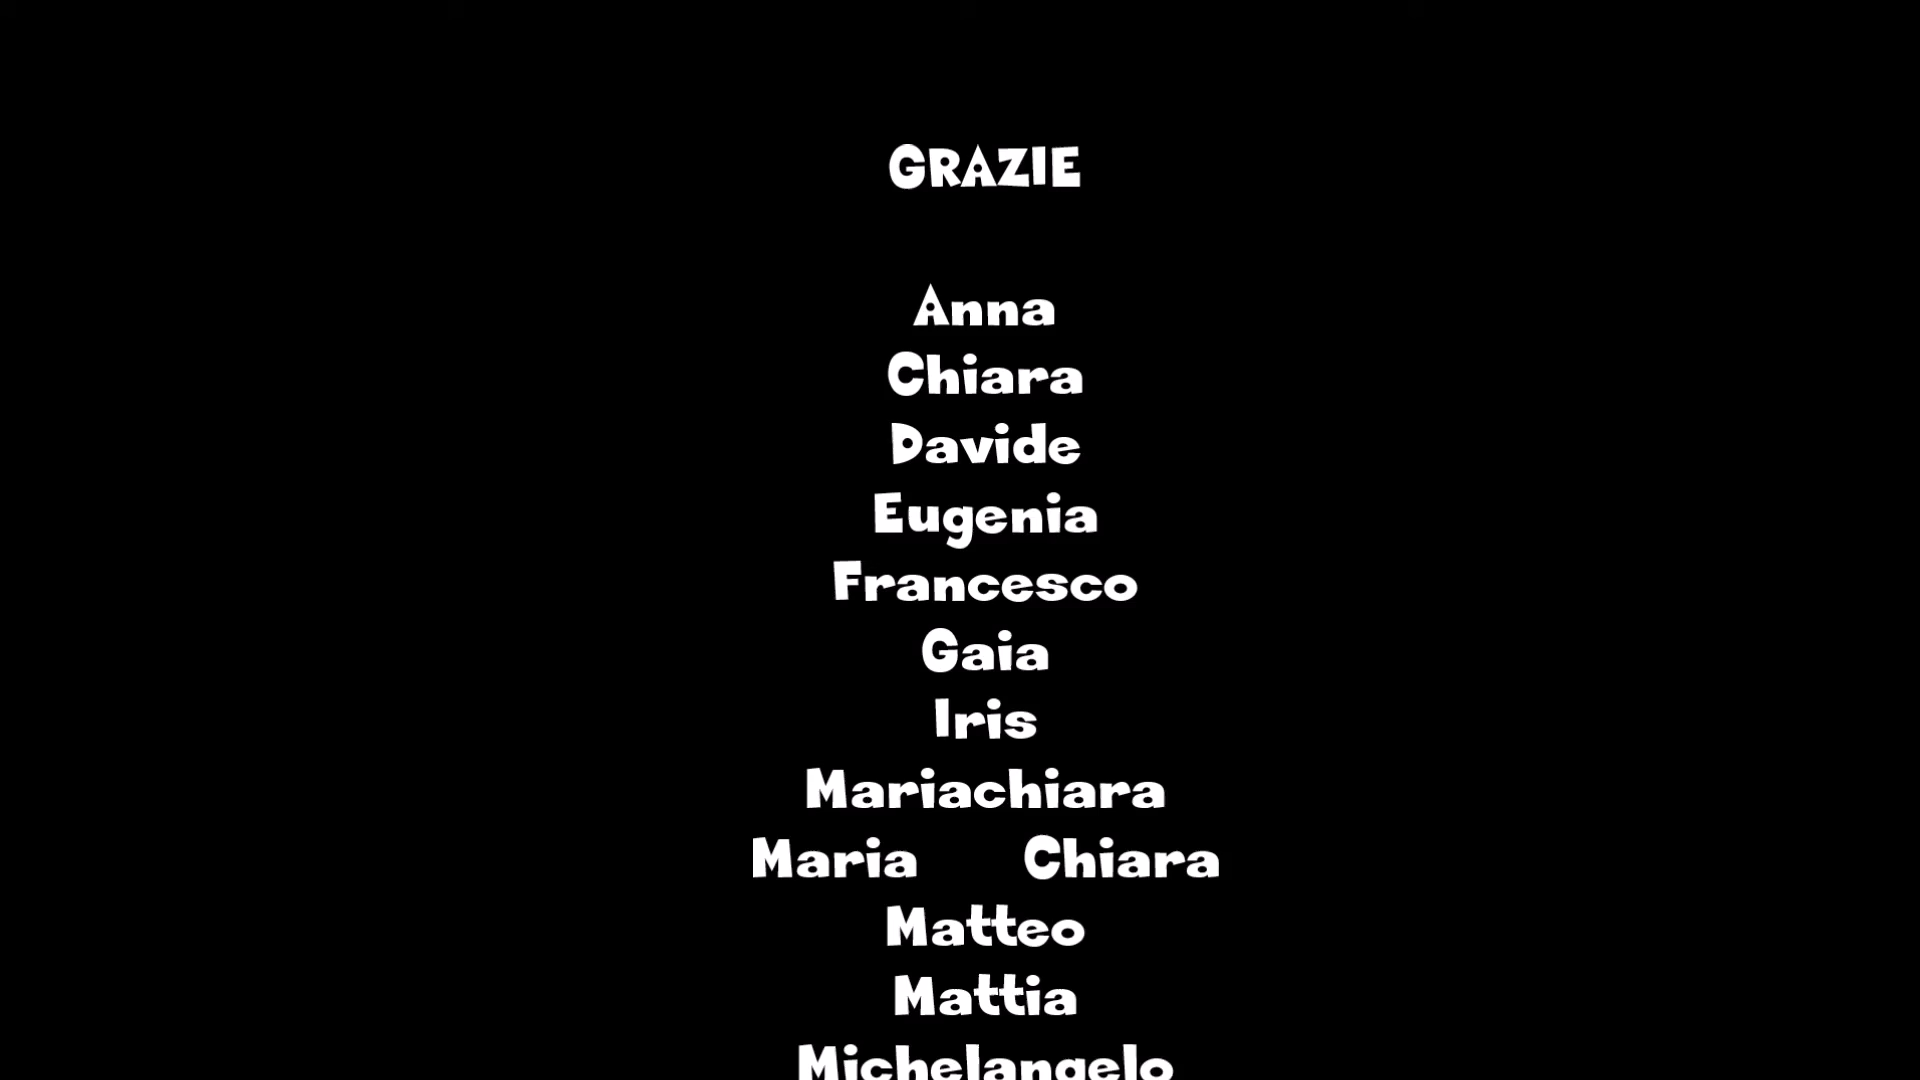 GRAZIE
Anna
Chiara
Davide
Eugenia
Francesco
Gaia
Iris
Mariachiara
Maria Chiara
Matteo
Mattia
Michelangelo